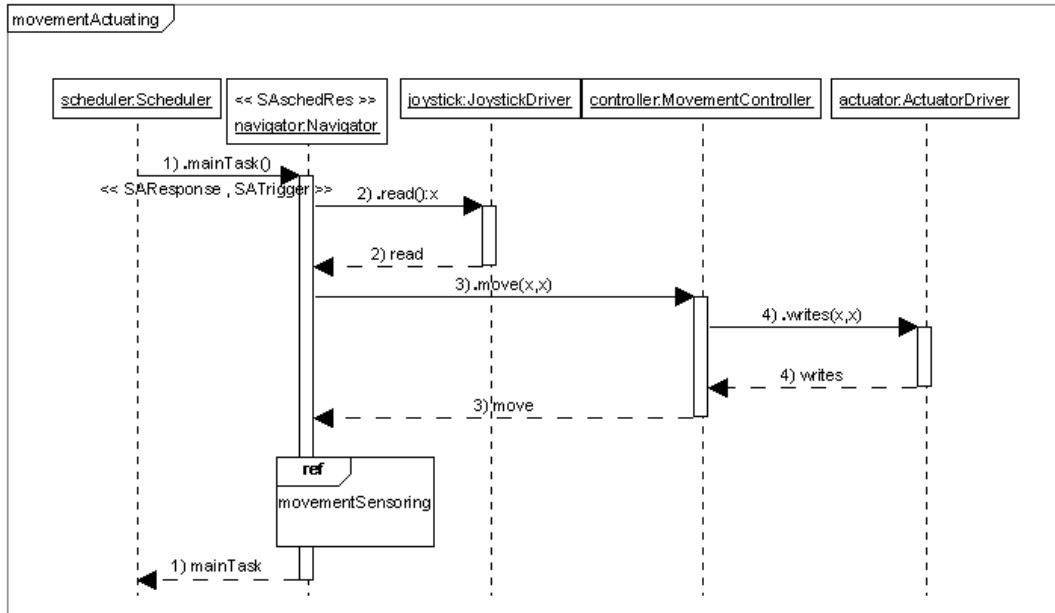 movementActuating
scheduler:Scheduler
<< SAschedRes >>
navigator:Navigator
joystick:JoystickDriver
controller:MovementController
actuator:ActuatorDriver
1) .mainTask()
<< SAResponse , SATrigger >>
2) .read():x
2) read
3) .move(x,x)
4) .writes(x,x)
4) writes
3) move
ref
movementSensoring
1) mainTask